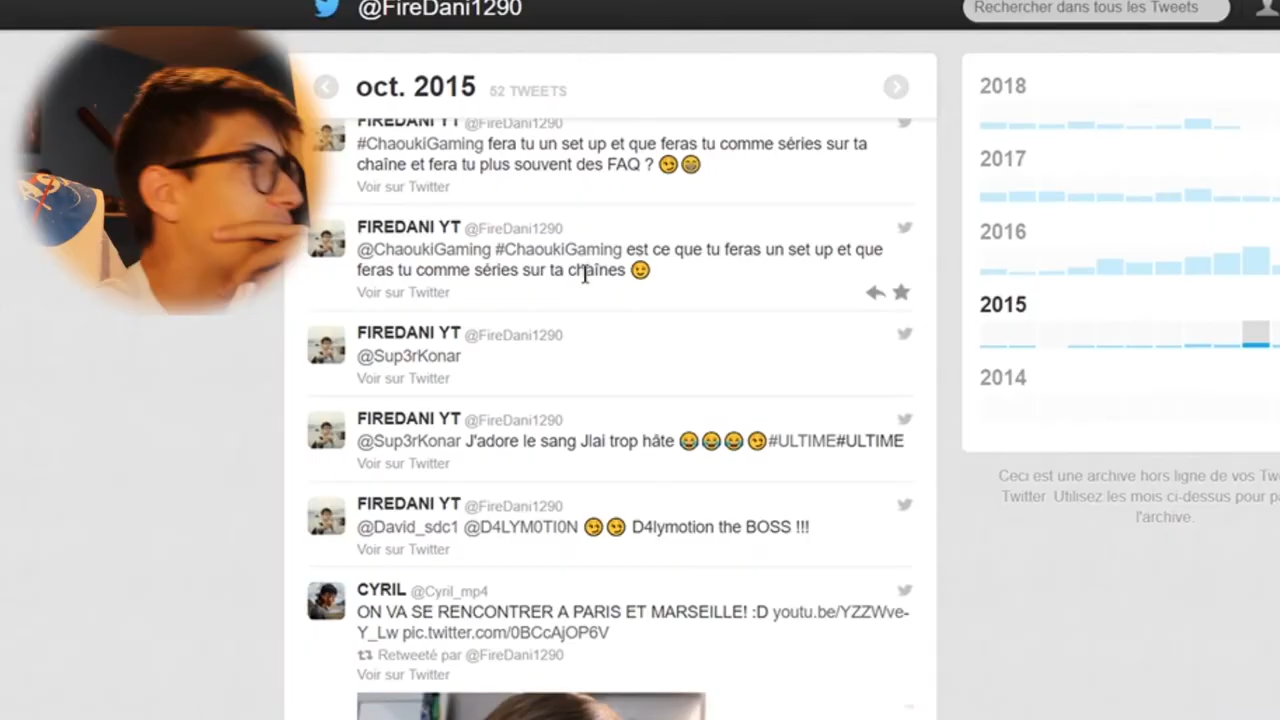 @FireDani1290
Rechercher dans tous les Tweets
oct. 2015 52 TWEETS
FIREDANI YT @FireDani1290
#ChaoukiGaming fera tu un set up et que feras tu comme séries sur ta
chaîne et fera tu plus souvent des FAQ ? 😏😁
Voir sur Twitter
FIREDANI YT @FireDani1290
@ChaoukiGaming #ChaoukiGaming est ce que tu feras un set up et que
feras tu comme séries sur ta chaînes 😉
Voir sur Twitter
FIREDANI YT @FireDani1290
@Sup3rKonar
Voir sur Twitter
FIREDANI YT @FireDani1290
@Sup3rKonar J'adore le sang Jlai trop hâte 😂😂😂😏#ULTIME#ULTIME
Voir sur Twitter
FIREDANI YT @FireDani1290
@David_sdc1 @D4LYM0TI0N 😏😏 D4lymotion the BOSS !!!
Voir sur Twitter
CYRIL @Cyril_mp4
ON VA SE RENCONTRER A PARIS ET MARSEILLE! :D youtu.be/YZZWve-
Y_Lw pic.twitter.com/0BCcAjOP6V
Retweeté par @FireDani1290
Voir sur Twitter
2018
2017
2016
2015
2014
Ceci est une archive hors ligne de vos
Twitter. Utilisez les mois ci-dessus pour
l'archive.